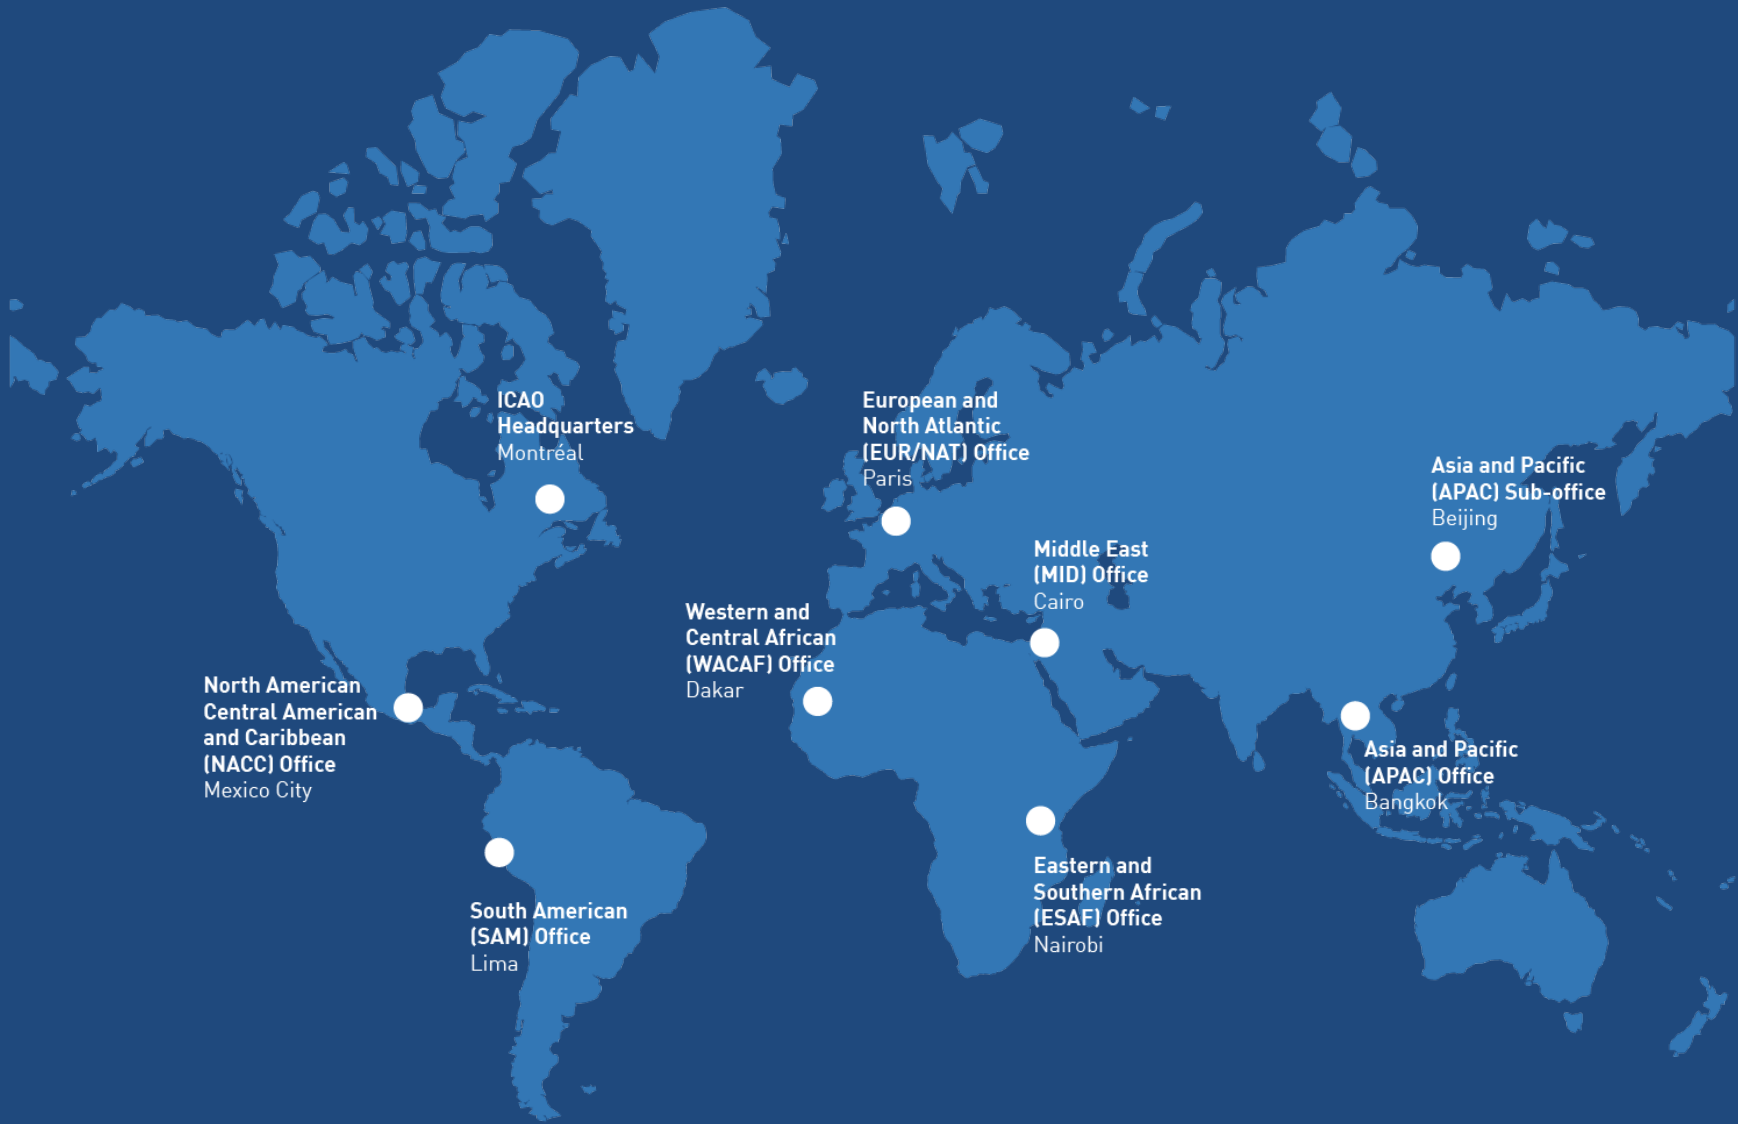 ICAO
Headquarters
Montréal
European and
North Atlantic
(EUR/NAT) Office
Paris
Asia and Pacific
(APAC) Sub-office
Beijing
Middle East
(MID) Office
Cairo
Western and
Central African
(WACAF) Office
Dakar
North American
Central American
and Caribbean
(NACC) Office
Mexico City
Asia and Pacific
(APAC) Office
Bangkok
Eastern and
Southern African
(ESAF) Office
Nairobi
South American
(SAM) Office
Lima